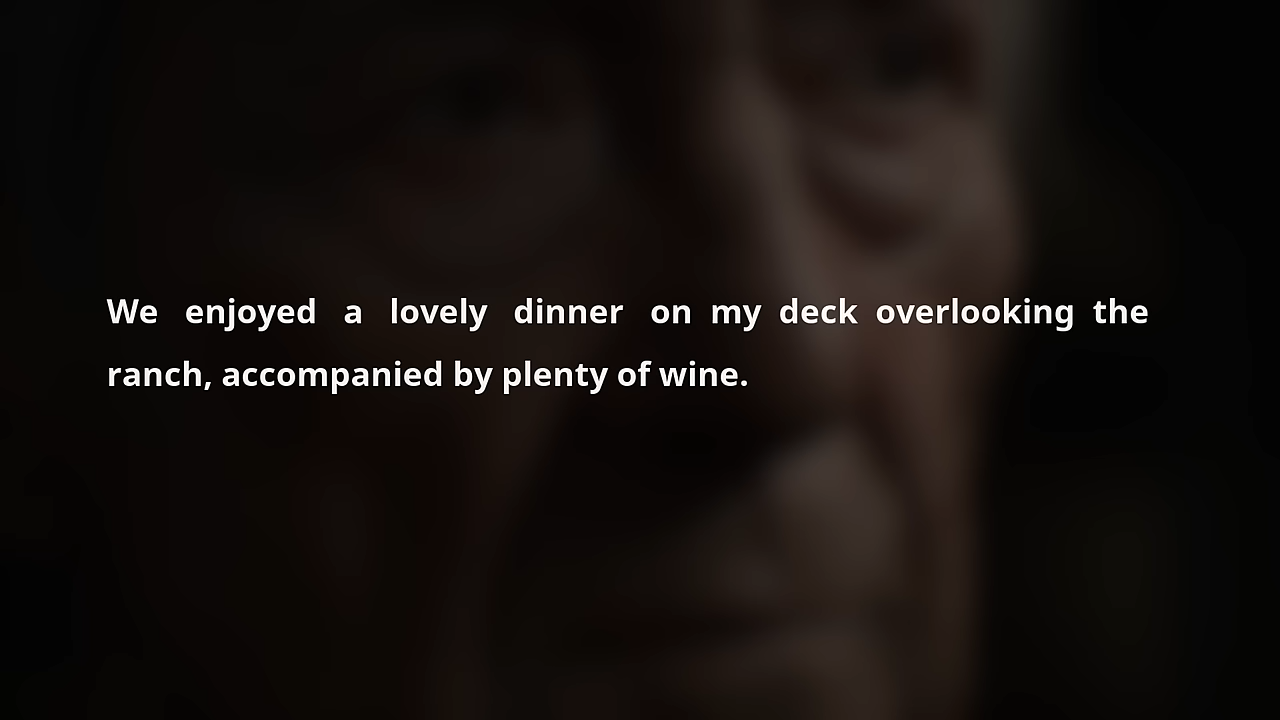 We enjoyed a lovely dinner on my deck overlooking the
ranch, accompanied by plenty of wine.